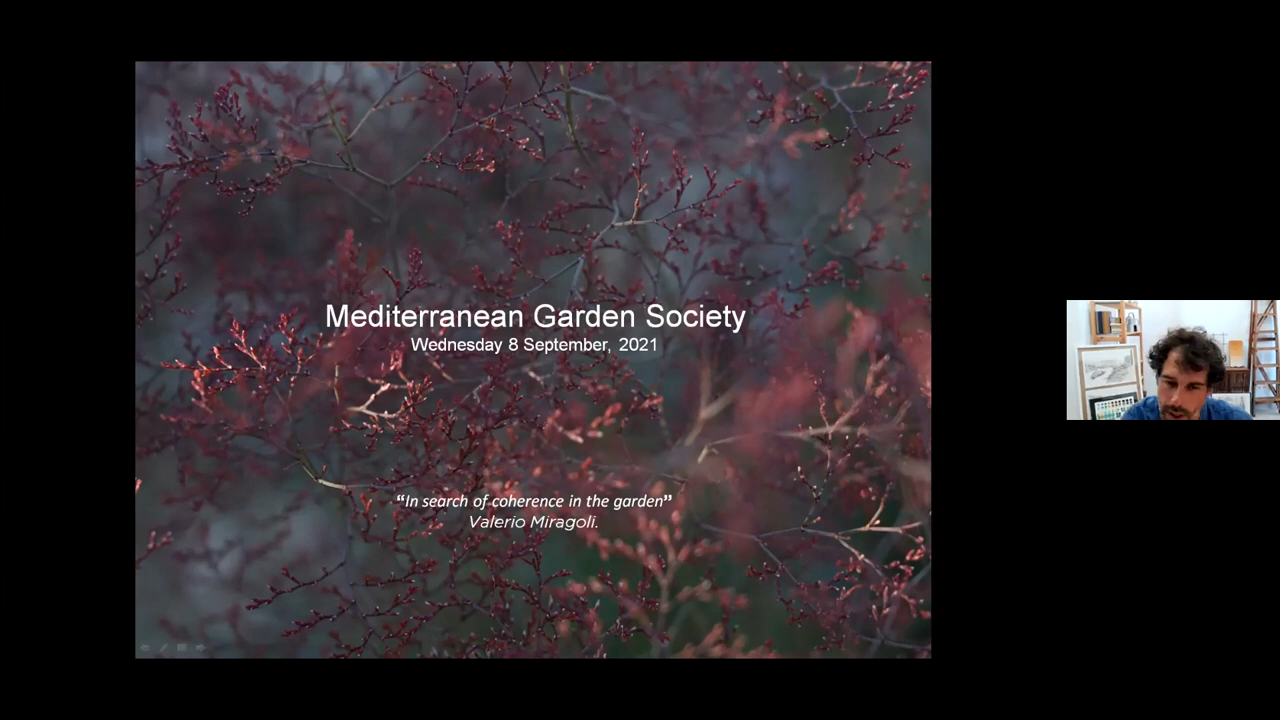 Mediterranean Garden Society
Wednesday 8 September, 2021
“In search of coherence in the garden”
Valerio Miragoli.